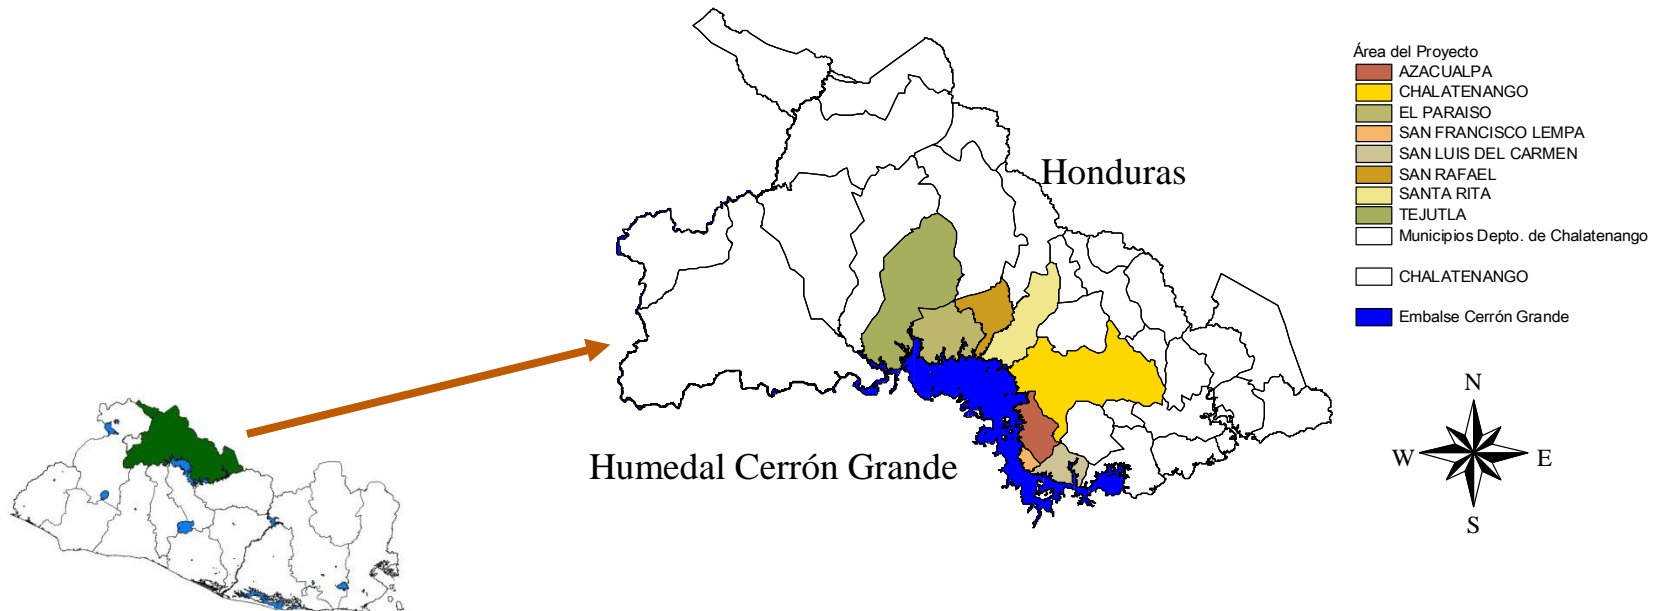 Área del Proyecto
AZACUALPA
CHALATENANGO
EL PARAISO
SAN FRANCISCO LEMPA
SAN LUIS DEL CARMEN
SAN RAFAEL
SANTA RITA
TEJUTLA
Municipios Depto. de Chalatenango
CHALATENANGO
Embalse Cerrón Grande
Honduras
Humedal Cerrón Grande
N
W
E
S